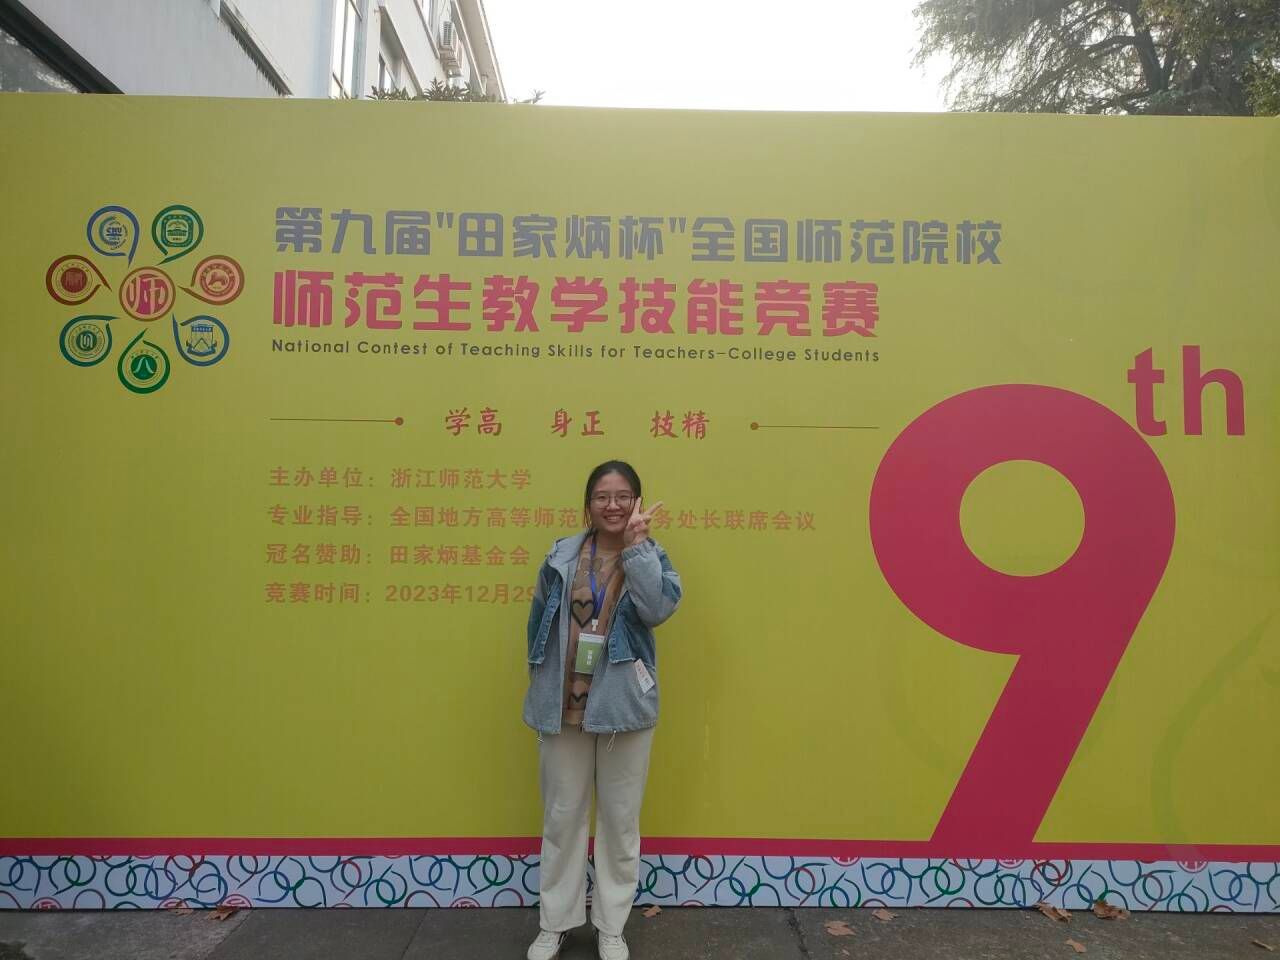 第九届"田家炳杯"全国师范院校
师范生教学技能竞赛
National Contest of Teaching Skills for Teachers-College Students
学高 身正 技精
主办单位：浙江师范大学
专业指导：全国地方高等师范 务处长联席会议
冠名赞助：田家炳基金会
竞赛时间：2023年12月29
9th
师